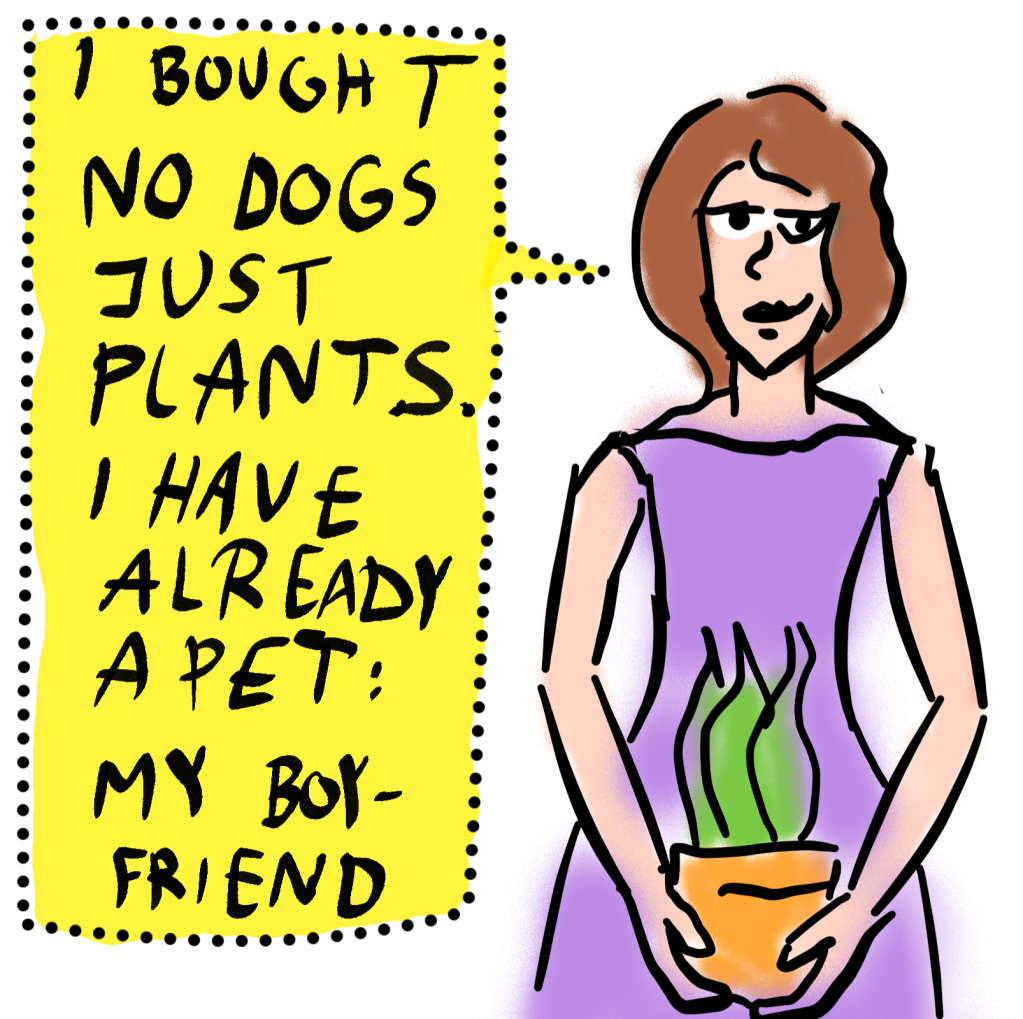 I BOUGHT
NO DOGS
JUST
PLANTS.
I HAVE
ALREADY
A PET:
MY BOY-
FRIEND